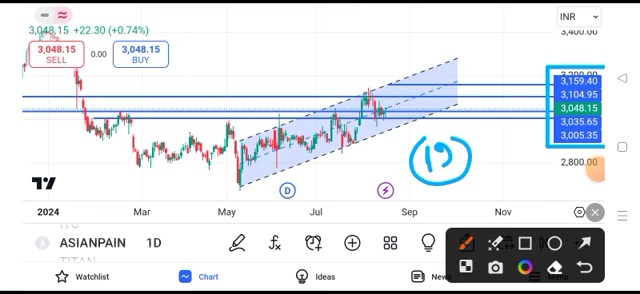 INR
3,048.15 +22.30 (+0.74%)
3,400.00
3,048.15
SELL
0.00
3,048.15
BUY
3,159.40
3,104.95
3,048.15
3,035.65
3,005.35
2,800.00
19
D
2024 Mar May Jul Sep Nov
ASIANPAIN 1D
TITAN
Watchlist Chart Ideas News